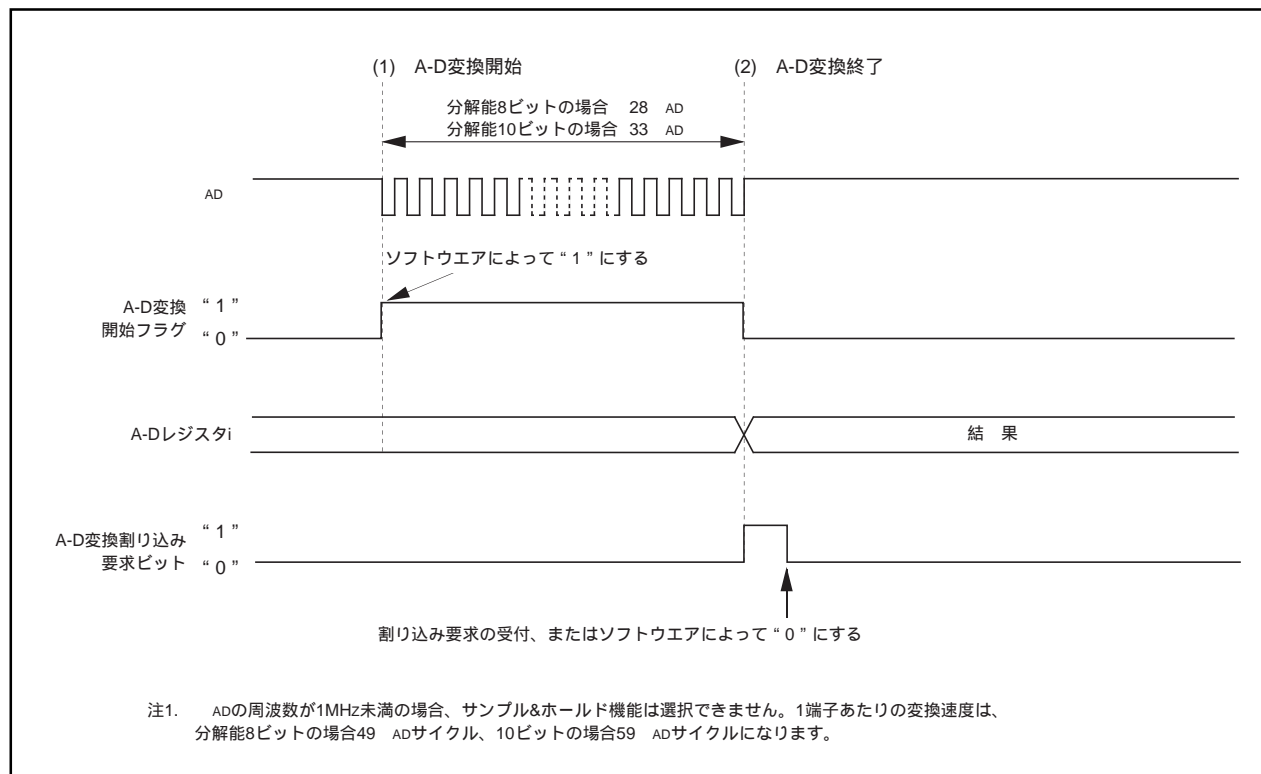 (1) A-D変換開始
(2) A-D変換終了
分解能8ビットの場合 28 AD
分解能10ビットの場合 33 AD
AD
ソフトウエアによって“1”にする
A-D変換
開始フラグ
“1”
“0”
A-Dレジスタi
結 果
A-D変換割り込み
要求ビット
“1”
“0”
割り込み要求の受付、またはソフトウエアによって“0”にする
注1. ADの周波数が1MHz未満の場合、サンプル&ホールド機能は選択できません。1端子あたりの変換速度は、
分解能8ビットの場合49 ADサイクル、10ビットの場合59 ADサイクルになります。